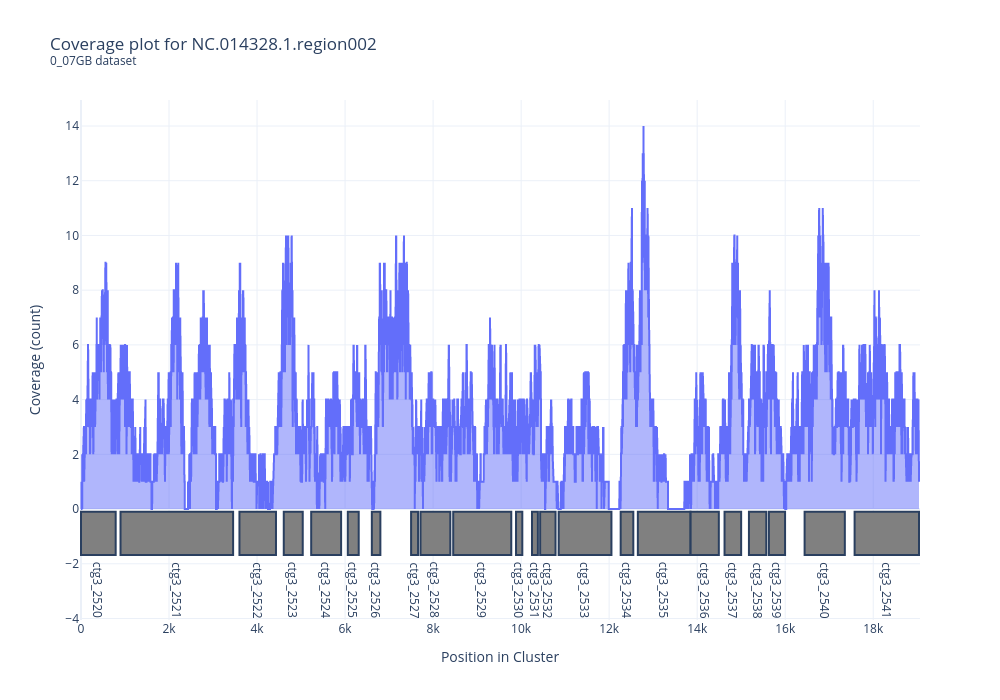 Coverage plot for NC.014328.1.region002
0_07GB dataset
Coverage (count)
14
12
10
8
6
4
2
0
−2
−4
ctg3_2520
ctg3_2521
ctg3_2522
ctg3_2523
ctg3_2524
ctg3_2525
ctg3_2526
ctg3_2527
ctg3_2528
ctg3_2529
ctg3_2530
ctg3_2531
ctg3_2532
ctg3_2533
ctg3_2534
ctg3_2535
ctg3_2536
ctg3_2537
ctg3_2538
ctg3_2539
ctg3_2540
ctg3_2541
0 2k 4k 6k 8k 10k 12k 14k 16k 18k
Position in Cluster